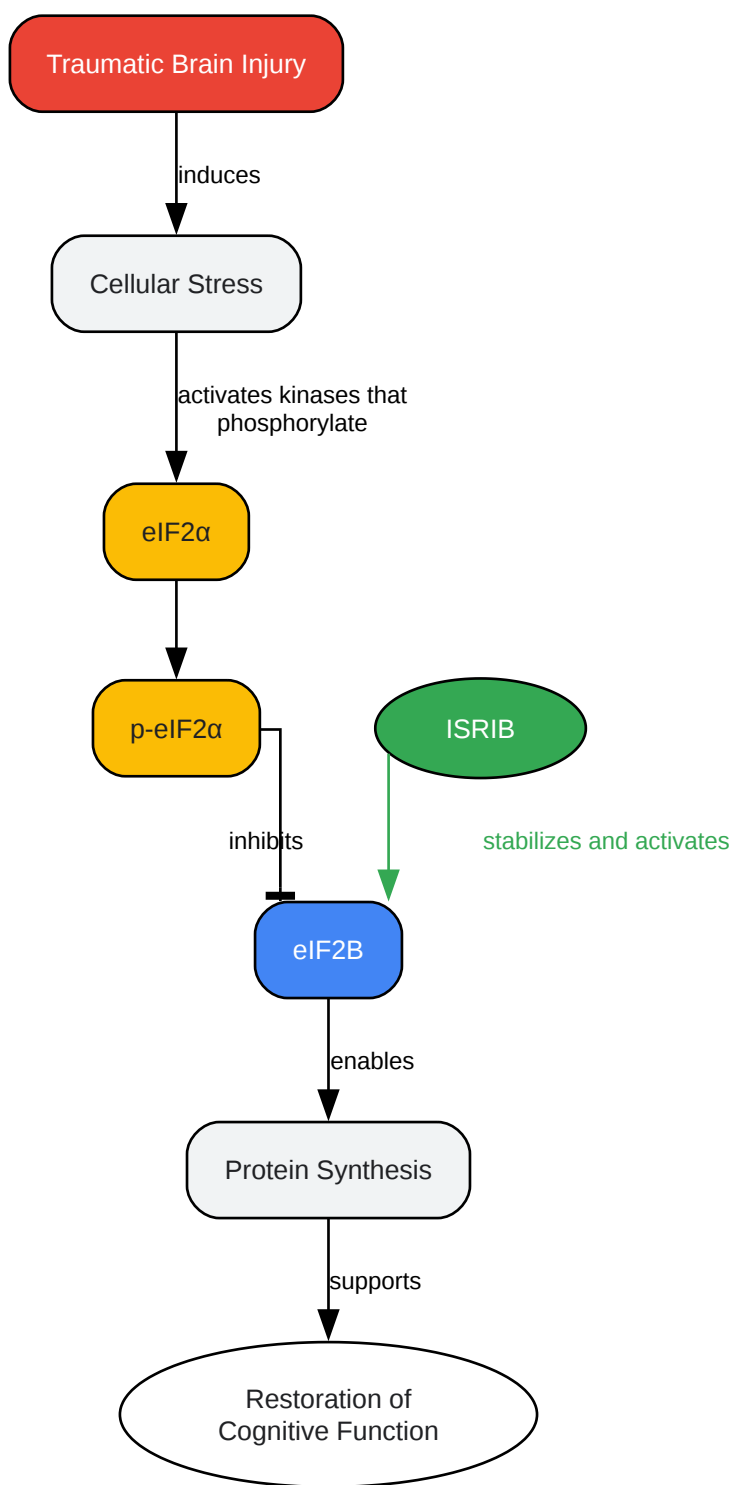 Traumatic Brain Injury
induces
Cellular Stress
activates kinases that
phosphorylate
eIF2α
p-eIF2α
ISRIB
inhibits
stabilizes and activates
eIF2B
enables
Protein Synthesis
supports
Restoration of
Cognitive Function